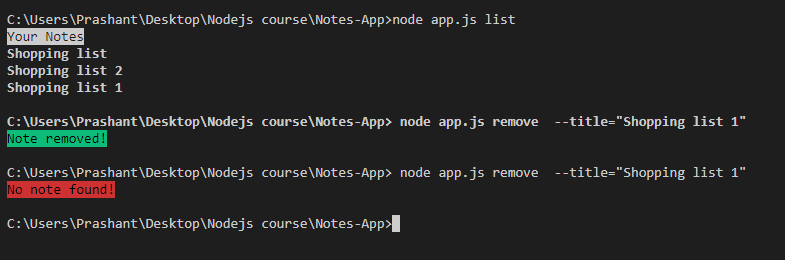 C:\Users\Prashant\Desktop\Nodejs course\Notes-App>node app.js list
Your Notes
Shopping list
Shopping list 2
Shopping list 1
C:\Users\Prashant\Desktop\Nodejs course\Notes-App> node app.js remove  --title="Shopping list 1"
Note removed!
C:\Users\Prashant\Desktop\Nodejs course\Notes-App> node app.js remove  --title="Shopping list 1"
No note found!
C:\Users\Prashant\Desktop\Nodejs course\Notes-App>